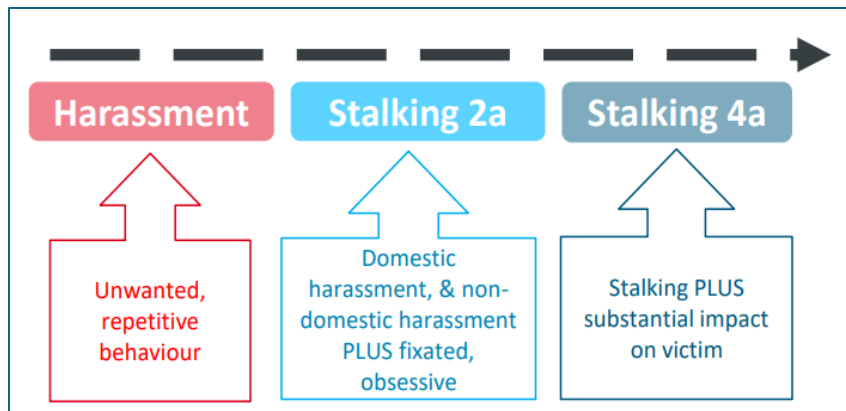 Harassment
Stalking 2a
Stalking 4a
Unwanted,
repetitive
behaviour
Domestic
harassment, & non-
domestic harassment
PLUS fixated,
obsessive
Stalking PLUS
substantial impact
on victim